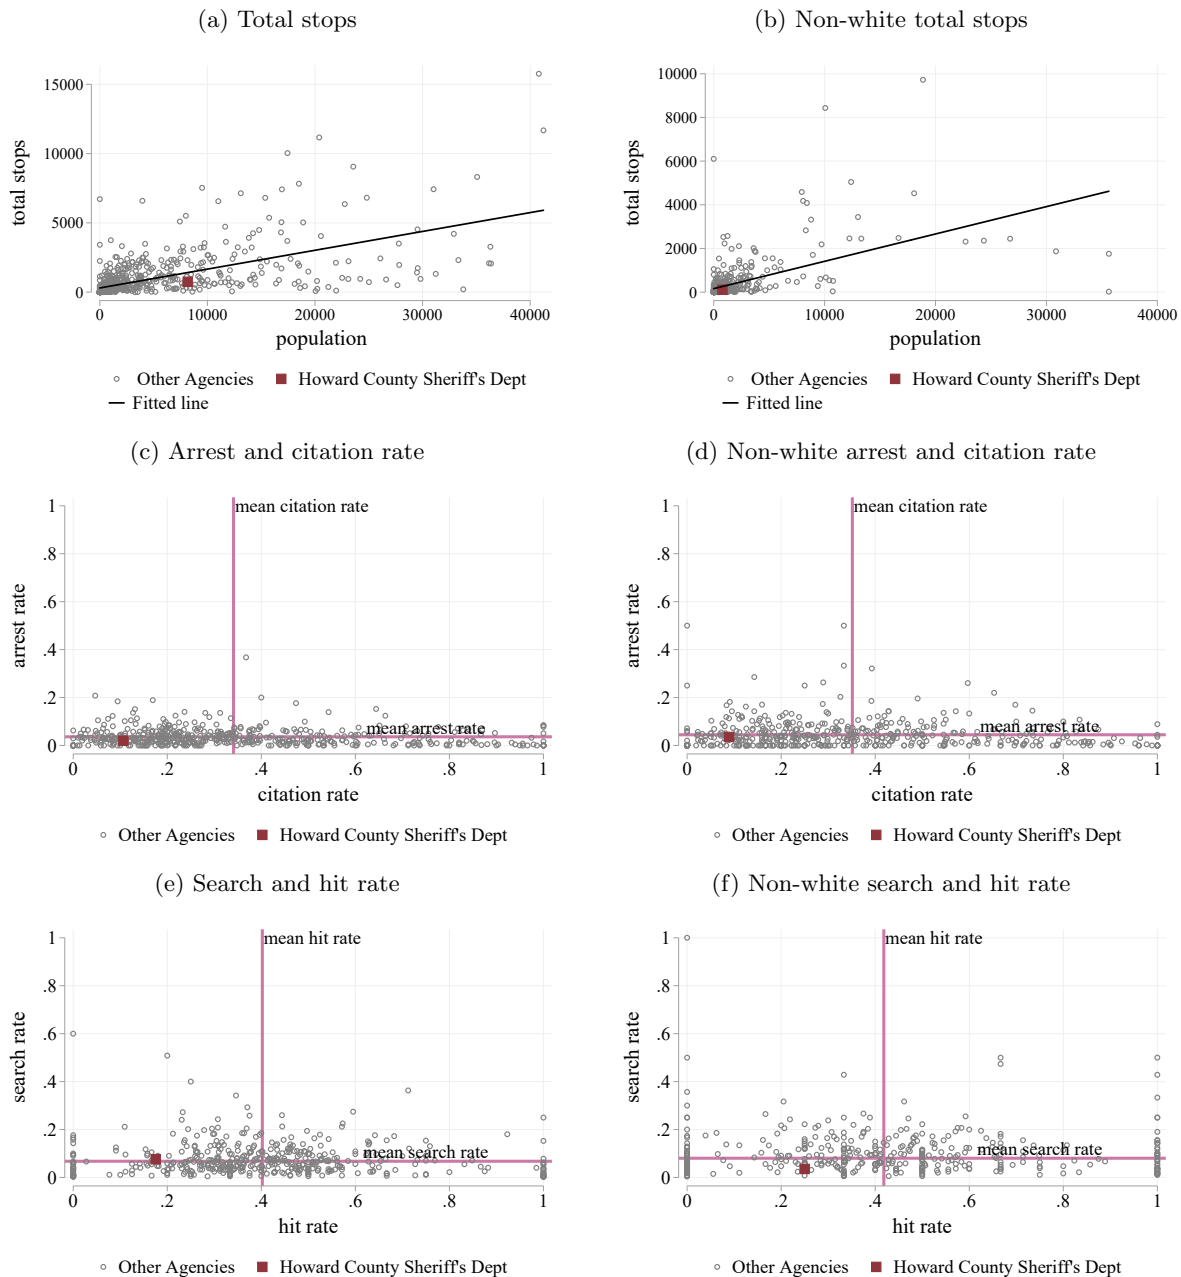 (a) Total stops
(b) Non-white total stops
total stops
15000
10000
5000
0
0 10000 20000 30000 40000
population
Other Agencies Howard County Sheriff's Dept
Fitted line
total stops
10000
8000
6000
4000
2000
0
0 10000 20000 30000 40000
population
Other Agencies Howard County Sheriff's Dept
Fitted line
(c) Arrest and citation rate
(d) Non-white arrest and citation rate
arrest rate
1
.8
.6
.4
.2
0
mean citation rate
mean arrest rate
0 .2 .4 .6 .8 1
citation rate
Other Agencies Howard County Sheriff's Dept
arrest rate
1
.8
.6
.4
.2
0
mean citation rate
mean arrest rate
0 .2 .4 .6 .8 1
citation rate
Other Agencies Howard County Sheriff's Dept
(e) Search and hit rate
(f) Non-white search and hit rate
search rate
1
.8
.6
.4
.2
0
mean hit rate
mean search rate
0 .2 .4 .6 .8 1
hit rate
Other Agencies Howard County Sheriff's Dept
search rate
1
.8
.6
.4
.2
0
mean hit rate
mean search rate
0 .2 .4 .6 .8 1
hit rate
Other Agencies Howard County Sheriff's Dept